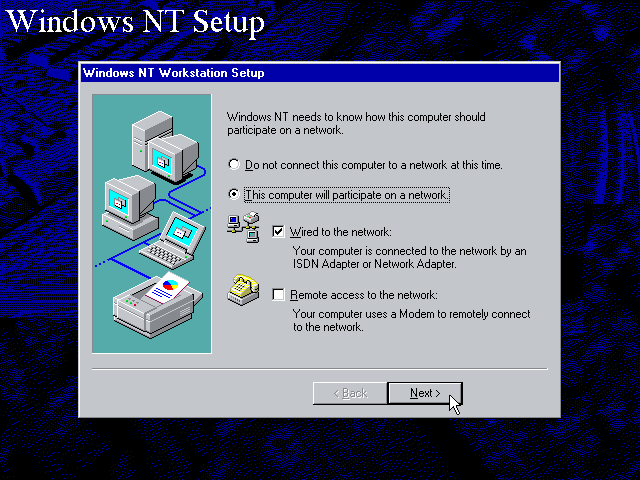 Windows NT Setup
Windows NT Workstation Setup
Windows NT needs to know how this computer should
participate on a network.
Do not connect this computer to a network at this time.
This computer will participate on a network.
Wired to the network:
Your computer is connected to the network by an
ISDN Adapter or Network Adapter.
Remote access to the network:
Your computer uses a Modem to remotely connect
to the network.
< Back
Next >